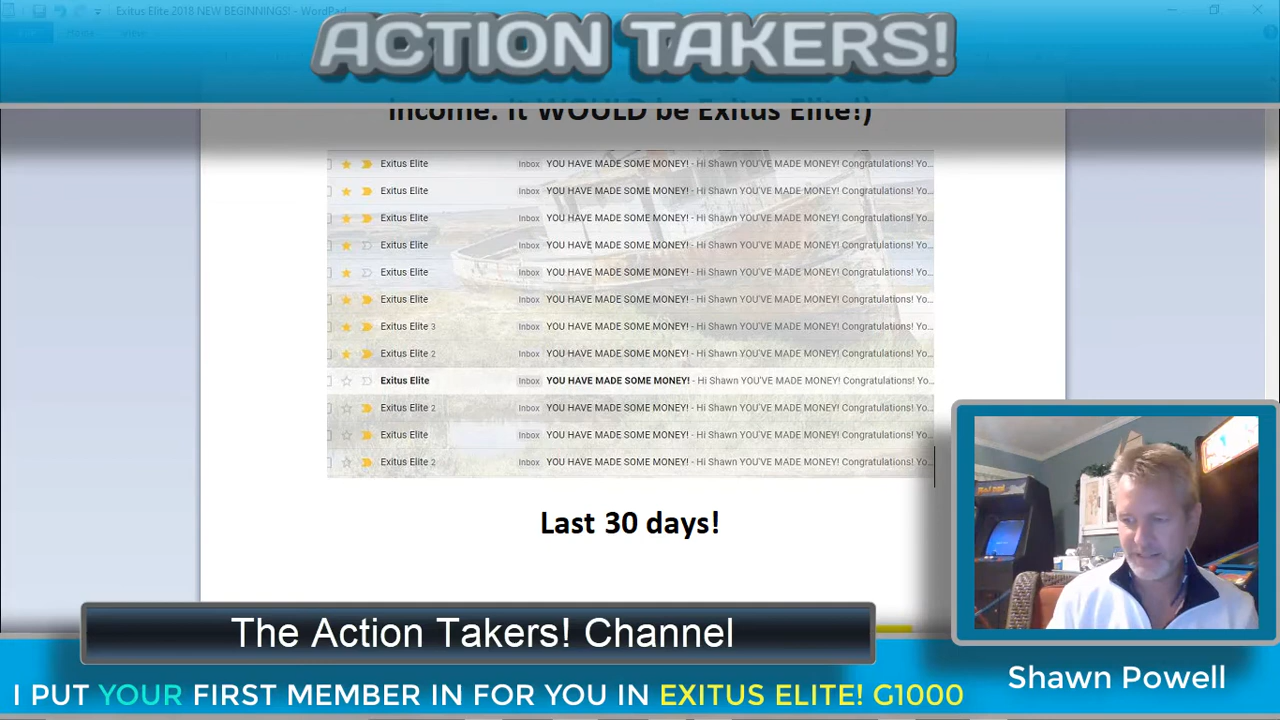 Exitus Elite 2018 NEW BEGINNINGS! - WordPad
ACTION TAKERS!
income. It WOULD be Exitus Elite!)
Exitus Elite Inbox YOU HAVE MADE SOME MONEY! - Hi Shawn YOU'VE MADE MONEY! Congratulations! Yo...
Exitus Elite Inbox YOU HAVE MADE SOME MONEY! - Hi Shawn YOU'VE MADE MONEY! Congratulations! Yo...
Exitus Elite Inbox YOU HAVE MADE SOME MONEY! - Hi Shawn YOU'VE MADE MONEY! Congratulations! Yo...
Exitus Elite Inbox YOU HAVE MADE SOME MONEY! - Hi Shawn YOU'VE MADE MONEY! Congratulations! Yo...
Exitus Elite Inbox YOU HAVE MADE SOME MONEY! - Hi Shawn YOU'VE MADE MONEY! Congratulations! Yo...
Exitus Elite Inbox YOU HAVE MADE SOME MONEY! - Hi Shawn YOU'VE MADE MONEY! Congratulations! Yo...
Exitus Elite 3 Inbox YOU HAVE MADE SOME MONEY! - Hi Shawn YOU'VE MADE MONEY! Congratulations! Yo...
Exitus Elite 2 Inbox YOU HAVE MADE SOME MONEY! - Hi Shawn YOU'VE MADE MONEY! Congratulations! Yo...
Exitus Elite Inbox YOU HAVE MADE SOME MONEY! - Hi Shawn YOU'VE MADE MONEY! Congratulations! Yo...
Exitus Elite 2 Inbox YOU HAVE MADE SOME MONEY! - Hi Shawn YOU'VE MADE MONEY! Congratulations! Yo...
Exitus Elite Inbox YOU HAVE MADE SOME MONEY! - Hi Shawn YOU'VE MADE MONEY! Congratulations! Yo...
Exitus Elite 2 Inbox YOU HAVE MADE SOME MONEY! - Hi Shawn YOU'VE MADE MONEY! Congratulations! Yo...
Last 30 days!
The Action Takers! Channel
Shawn Powell
I PUT YOUR FIRST MEMBER IN FOR YOU IN EXITUS ELITE! G1000